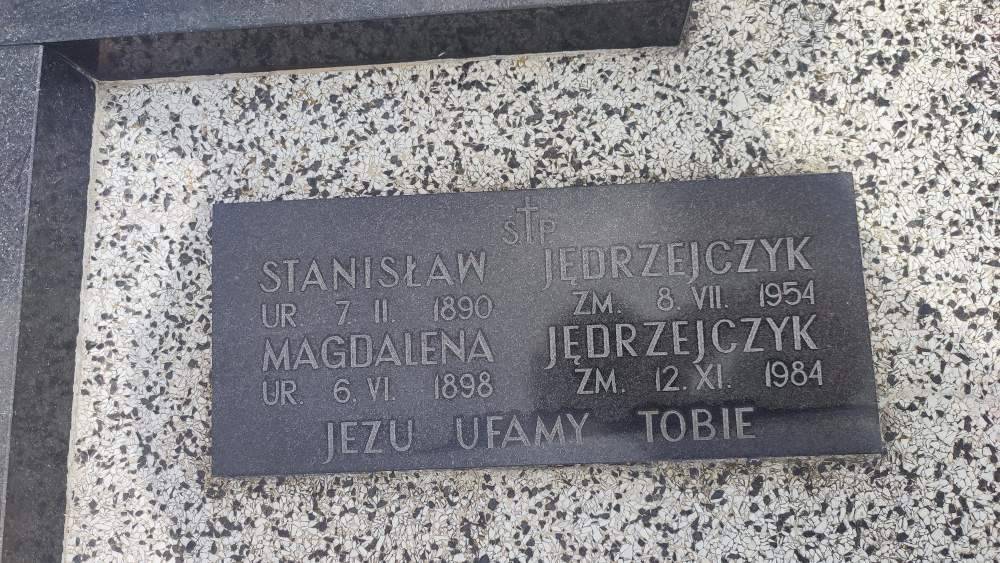 S†P
STANISŁAW JĘDRZEJCZYK
UR. 7. II. 1890 ZM. 8. VII. 1954
MAGDALENA JĘDRZEJCZYK
UR. 6. VI. 1898 ZM. 12. XI. 1984
JEZU UFAMY TOBIE